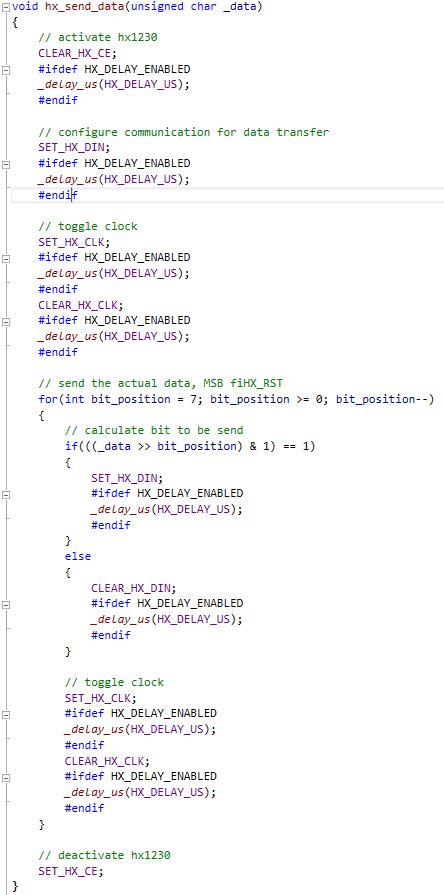 void hx_send_data(unsigned char _data)
{
    // activate hx1230
    CLEAR_HX_CE;
    #ifdef HX_DELAY_ENABLED
    _delay_us(HX_DELAY_US);
    #endif

    // configure communication for data transfer
    SET_HX_DIN;
    #ifdef HX_DELAY_ENABLED
    _delay_us(HX_DELAY_US);
    #endif

    // toggle clock
    SET_HX_CLK;
    #ifdef HX_DELAY_ENABLED
    _delay_us(HX_DELAY_US);
    #endif
    CLEAR_HX_CLK;
    #ifdef HX_DELAY_ENABLED
    _delay_us(HX_DELAY_US);
    #endif

    // send the actual data, MSB fiHX_RST
    for(int bit_position = 7; bit_position >= 0; bit_position--)
    {
        // calculate bit to be send
        if(((_data >> bit_position) & 1) == 1)
        {
            SET_HX_DIN;
            #ifdef HX_DELAY_ENABLED
            _delay_us(HX_DELAY_US);
            #endif
        }
        else
        {
            CLEAR_HX_DIN;
            #ifdef HX_DELAY_ENABLED
            _delay_us(HX_DELAY_US);
            #endif
        }

        // toggle clock
        SET_HX_CLK;
        #ifdef HX_DELAY_ENABLED
        _delay_us(HX_DELAY_US);
        #endif
        CLEAR_HX_CLK;
        #ifdef HX_DELAY_ENABLED
        _delay_us(HX_DELAY_US);
        #endif
    }

    // deactivate hx1230
    SET_HX_CE;
}